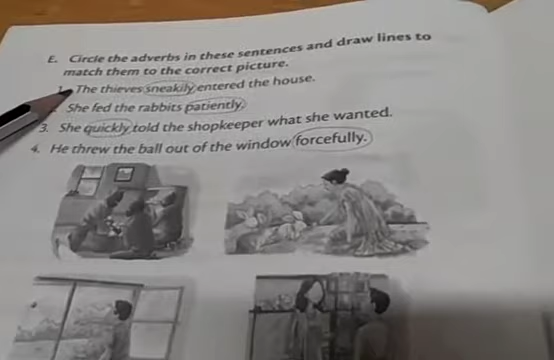 E. Circle the adverbs in these sentences and draw lines to
match them to the correct picture.
1. The thieves sneakily entered the house.
She fed the rabbits patiently.
3. She quickly told the shopkeeper what she wanted.
4. He threw the ball out of the window forcefully.